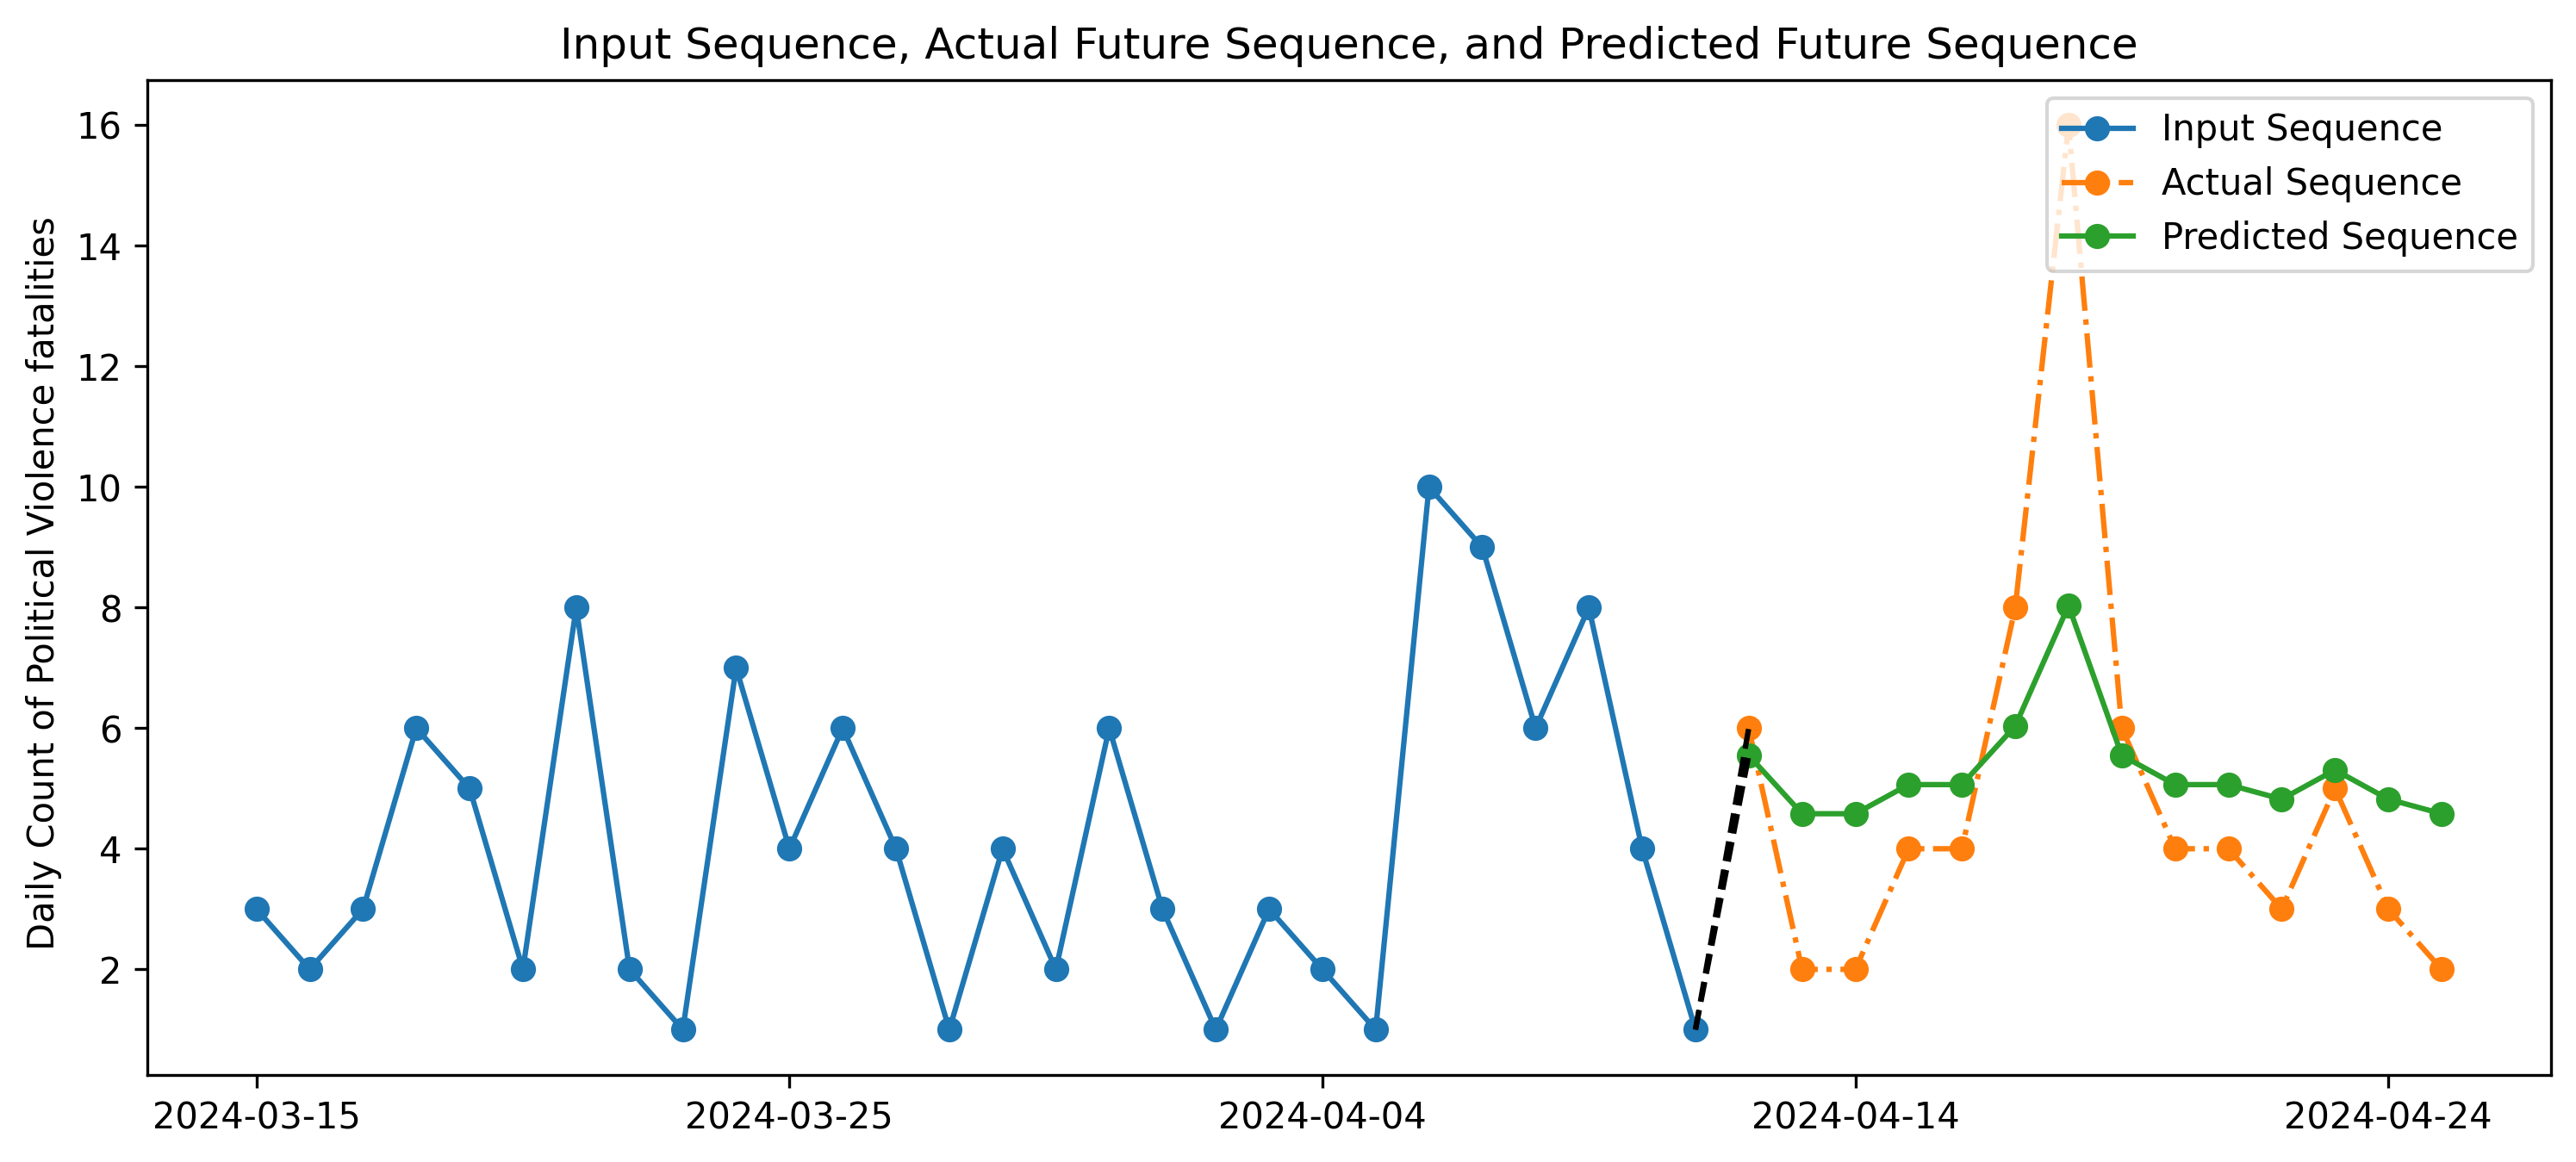 Input Sequence, Actual Future Sequence, and Predicted Future Sequence
Daily Count of Political Violence fatalities
16
14
12
10
8
6
4
2
Input Sequence
Actual Sequence
Predicted Sequence
2024-03-15
2024-03-25
2024-04-04
2024-04-14
2024-04-24